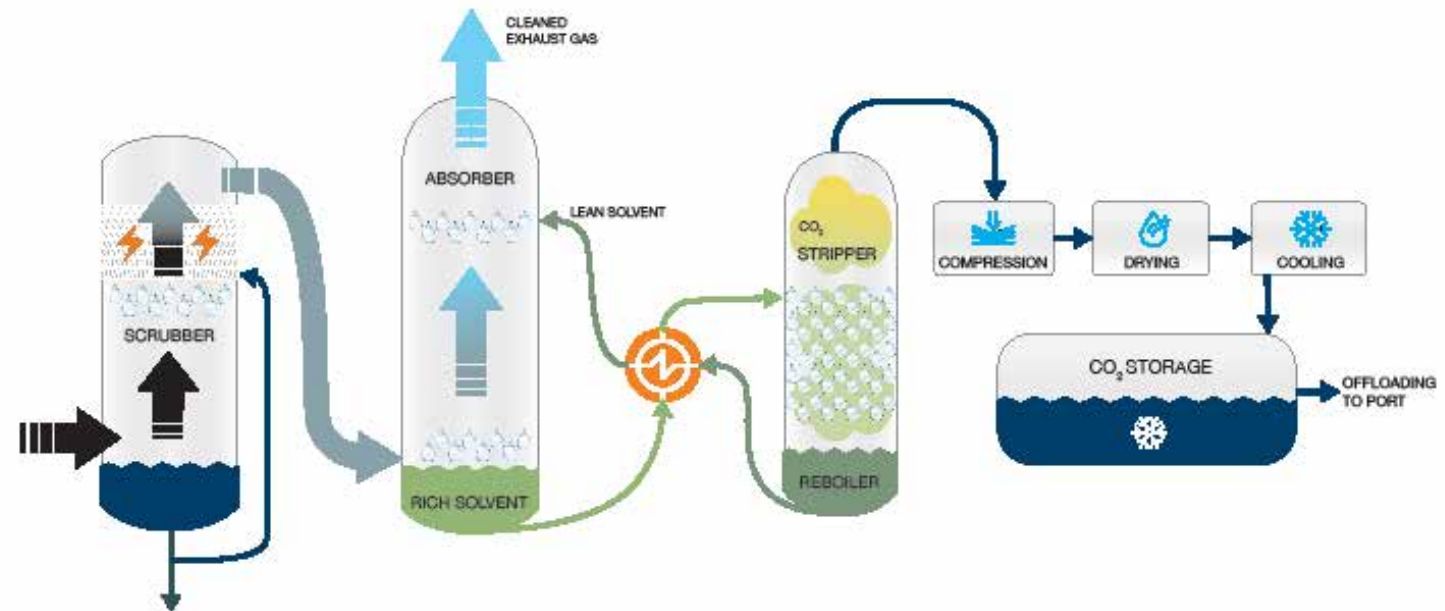 CLEANED
EXHAUST GAS
ABSORBER
LEAN SOLVENT
CO₂
STRIPPER
COMPRESSION
DRYING
COOLING
SCRUBBER
CO₂ STORAGE
OFFLOADING
TO PORT
RICH SOLVENT
REBOILER